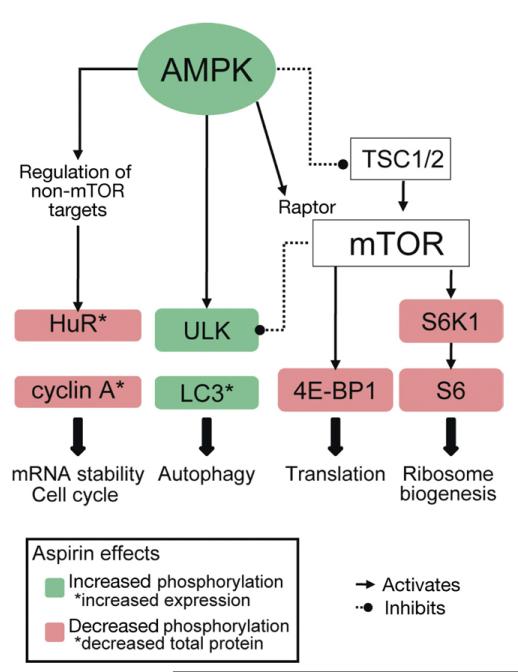 AMPK
TSC1/2
Regulation of
non-mTOR
targets
Raptor
mTOR
HuR*
ULK
S6K1
cyclin A*
LC3*
4E-BP1
S6
mRNA stability
Cell cycle
Autophagy
Translation
Ribosome
biogenesis
Aspirin effects
Increased phosphorylation
*increased expression
Decreased phosphorylation
*decreased total protein
Activates
Inhibits